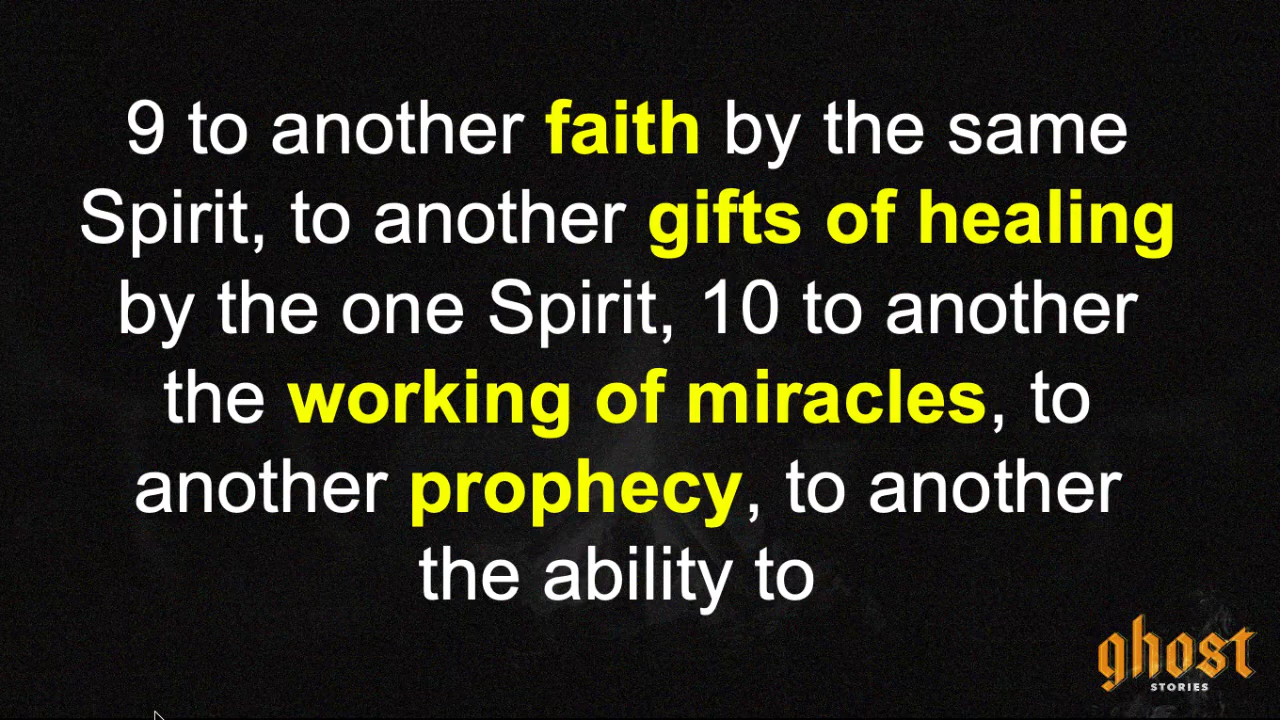 9 to another faith by the same
Spirit, to another gifts of healing
by the one Spirit, 10 to another
the working of miracles, to
another prophecy, to another
the ability to
ghost
STORIES